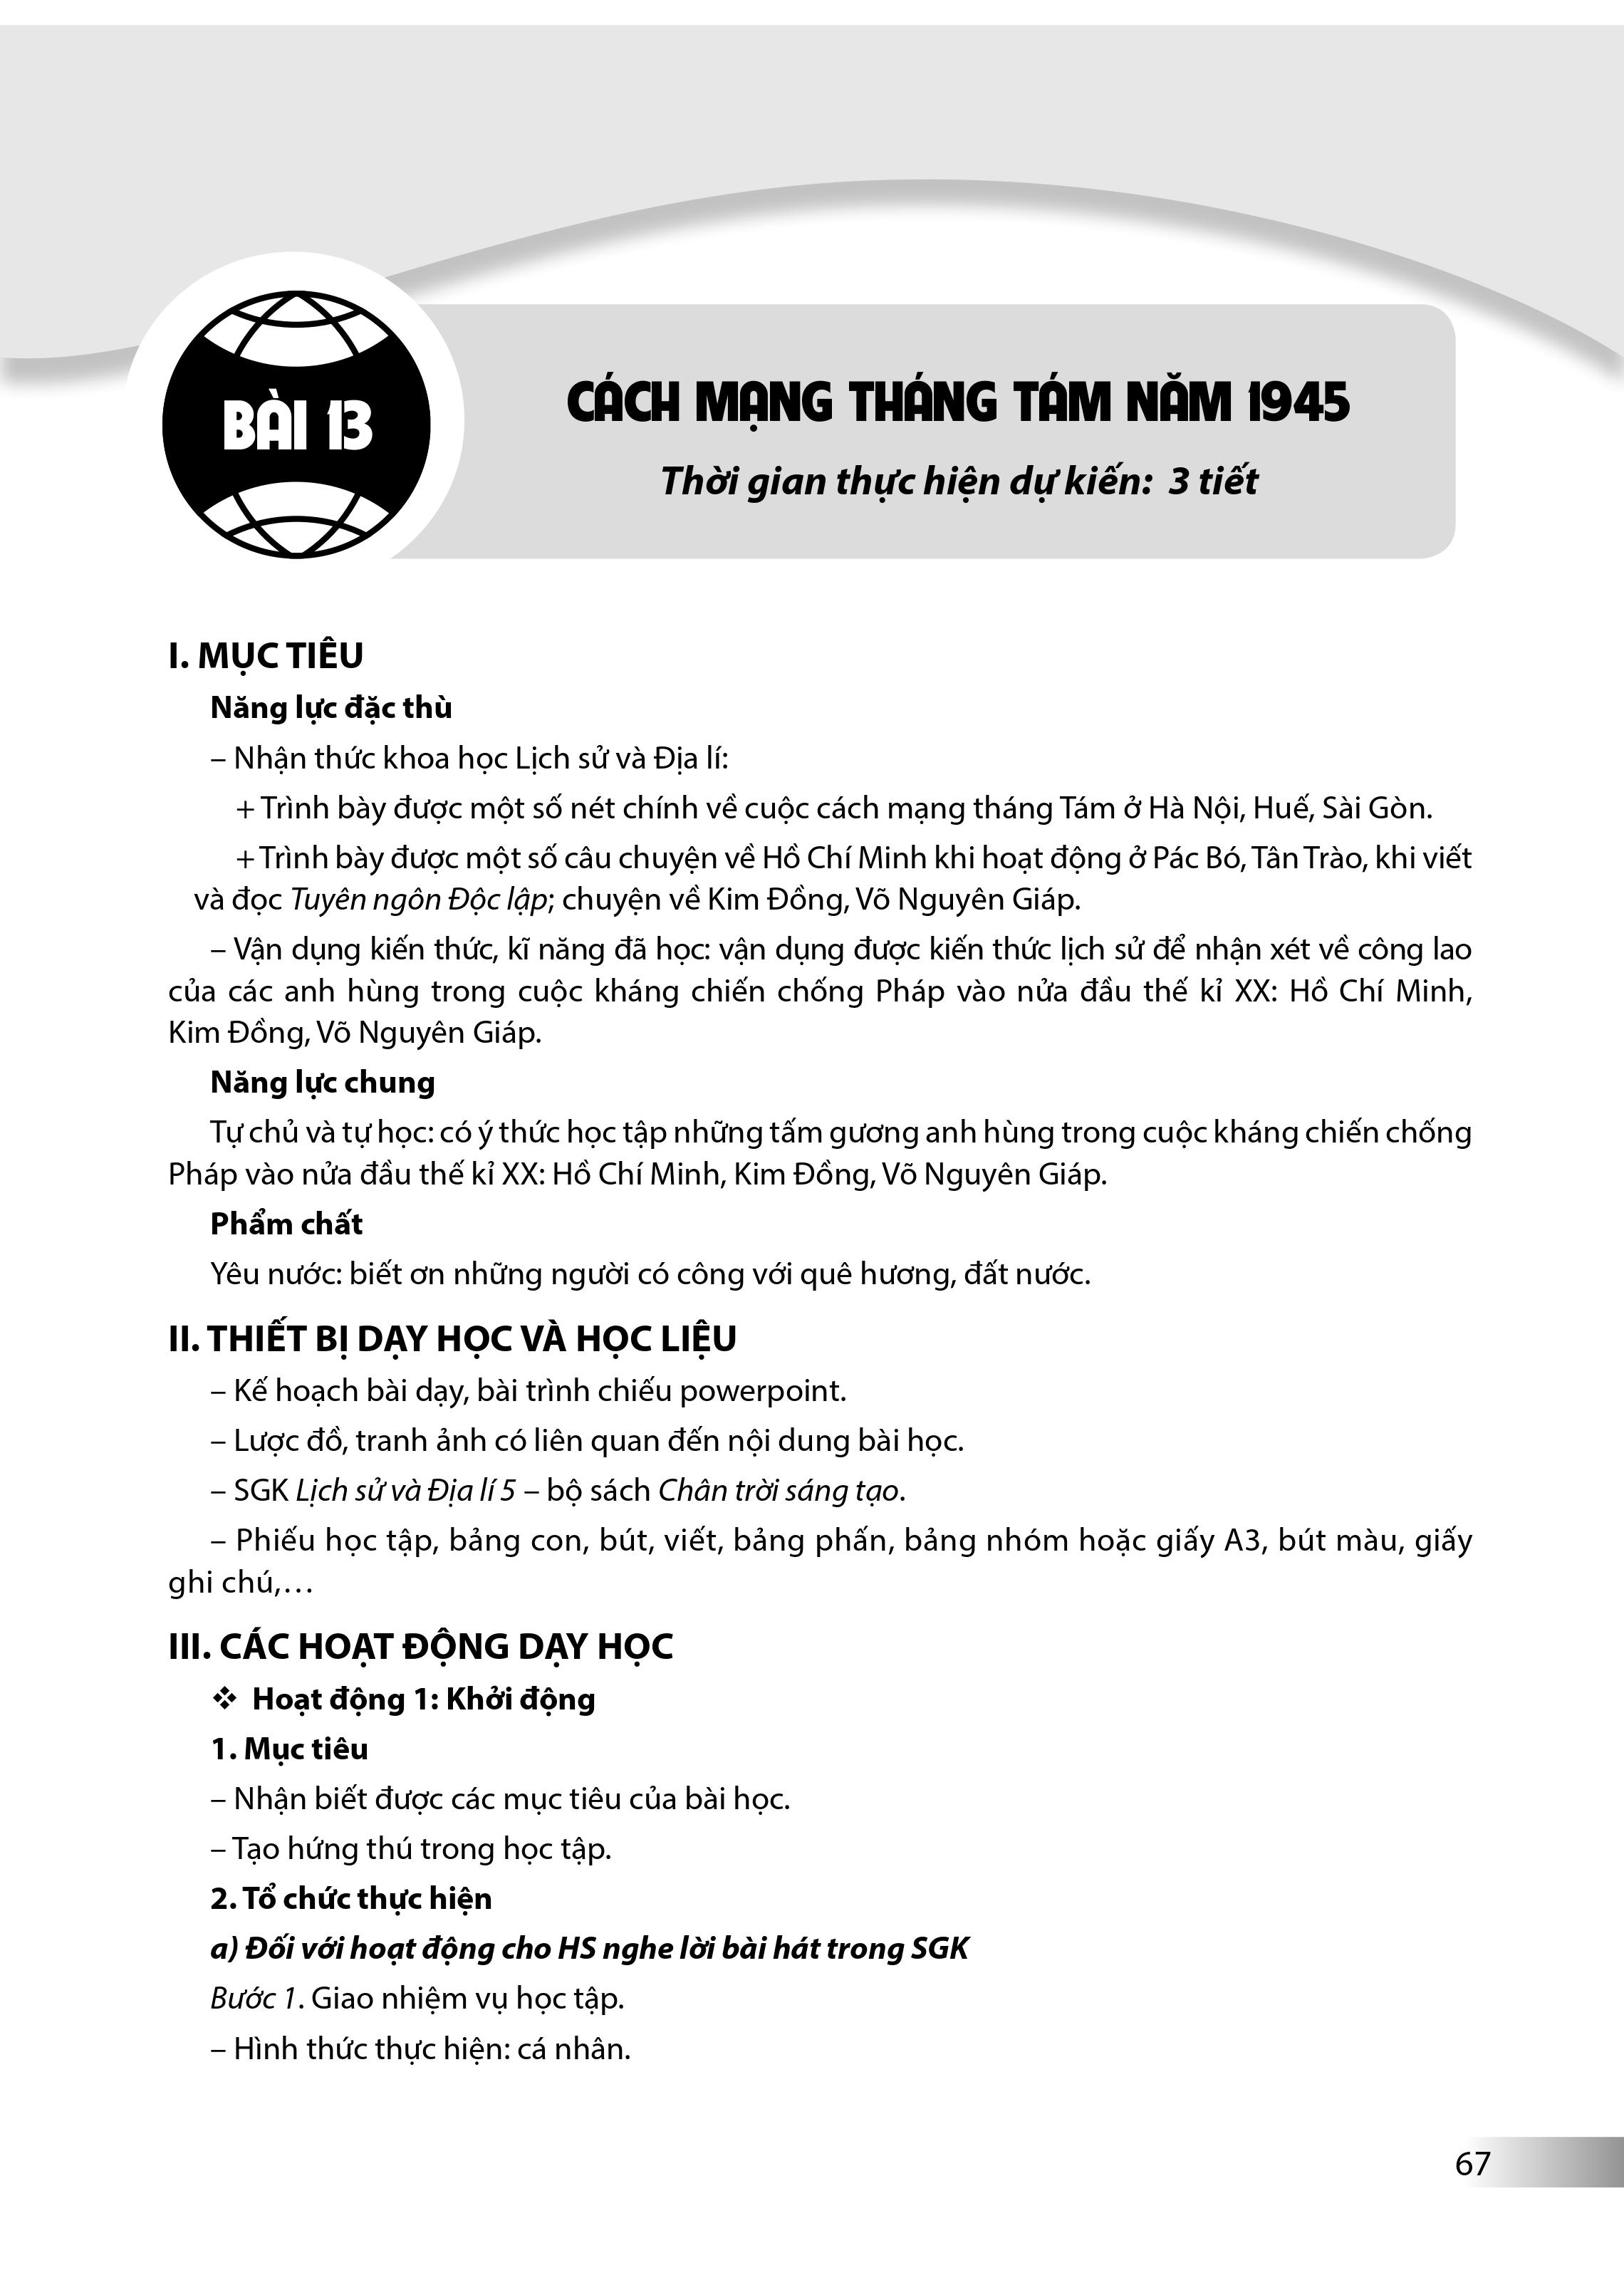 BÀI 13
CÁCH MẠNG THÁNG TÁM NĂM 1945
Thời gian thực hiện dự kiến: 3 tiết
I. MỤC TIÊU
Năng lực đặc thù
– Nhận thức khoa học Lịch sử và Địa lí:
+ Trình bày được một số nét chính về cuộc cách mạng tháng Tám ở Hà Nội, Huế, Sài Gòn.
+ Trình bày được một số câu chuyện về Hồ Chí Minh khi hoạt động ở Pác Bó, Tân Trào, khi viết
và đọc Tuyên ngôn Độc lập; chuyện về Kim Đồng, Võ Nguyên Giáp.
– Vận dụng kiến thức, kĩ năng đã học: vận dụng được kiến thức lịch sử để nhận xét về công lao
của các anh hùng trong cuộc kháng chiến chống Pháp vào nửa đầu thế kỉ XX: Hồ Chí Minh,
Kim Đồng, Võ Nguyên Giáp.
Năng lực chung
Tự chủ và tự học: có ý thức học tập những tấm gương anh hùng trong cuộc kháng chiến chống
Pháp vào nửa đầu thế kỉ XX: Hồ Chí Minh, Kim Đồng, Võ Nguyên Giáp.
Phẩm chất
Yêu nước: biết ơn những người có công với quê hương, đất nước.
II. THIẾT BỊ DẠY HỌC VÀ HỌC LIỆU
– Kế hoạch bài dạy, bài trình chiếu powerpoint.
– Lược đồ, tranh ảnh có liên quan đến nội dung bài học.
– SGK Lịch sử và Địa lí 5 – bộ sách Chân trời sáng tạo.
– Phiếu học tập, bảng con, bút, viết, bảng phấn, bảng nhóm hoặc giấy A3, bút màu, giấy
ghi chú,…
III. CÁC HOẠT ĐỘNG DẠY HỌC
❖ Hoạt động 1: Khởi động
1. Mục tiêu
– Nhận biết được các mục tiêu của bài học.
– Tạo hứng thú trong học tập.
2. Tổ chức thực hiện
a) Đối với hoạt động cho HS nghe lời bài hát trong SGK
Bước 1. Giao nhiệm vụ học tập.
– Hình thức thực hiện: cá nhân.
67